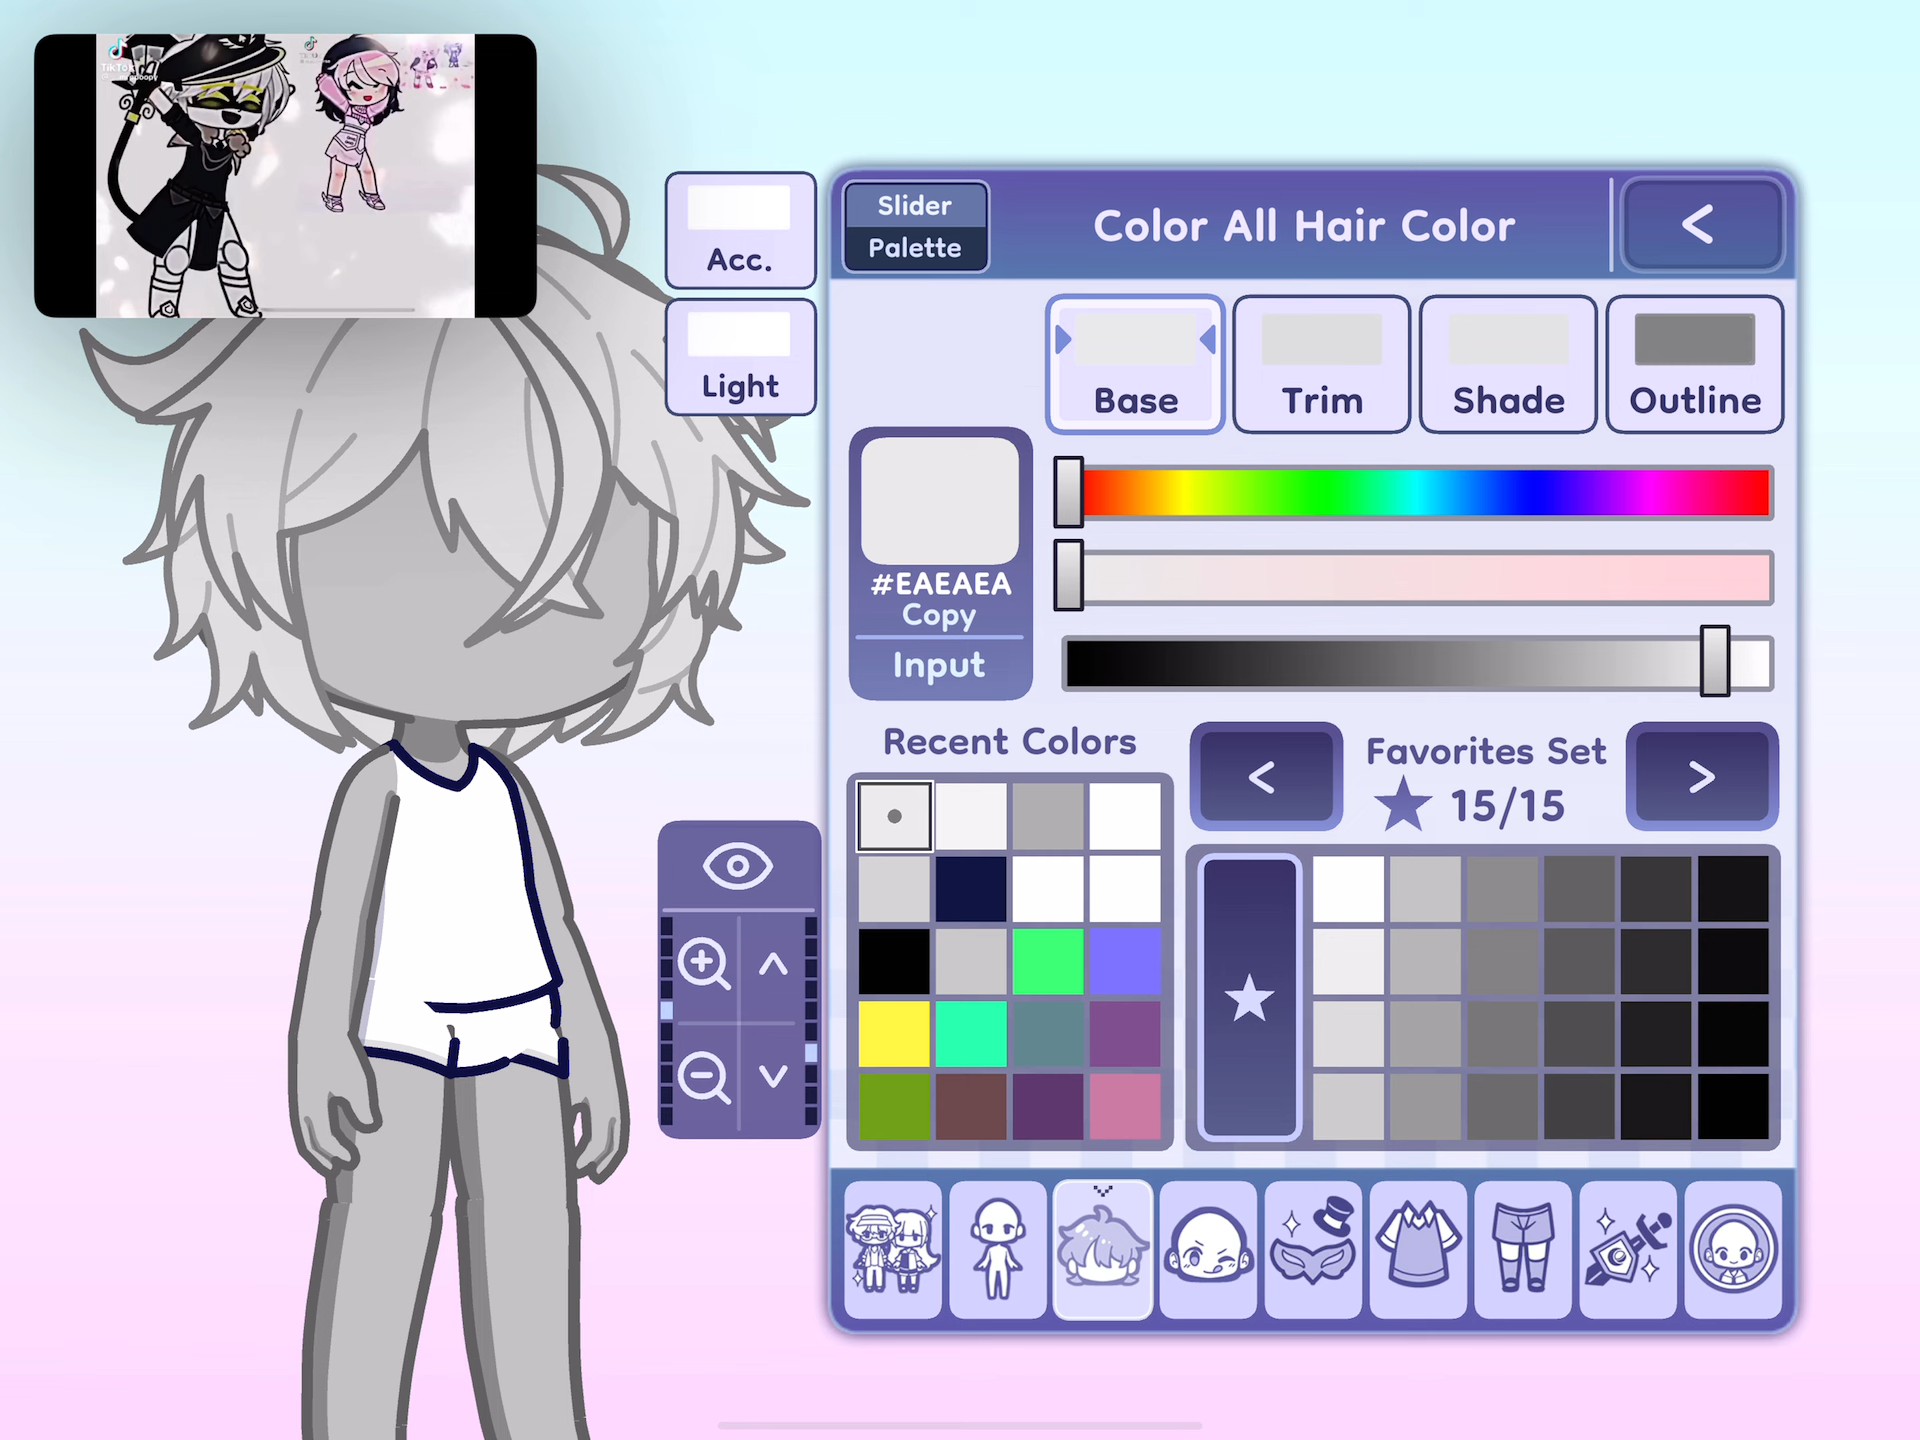 TikTok
Acc.
Light
Slider
Palette
Color All Hair Color
<
Base
Trim
Shade
Outline
#EAEAEA
Copy
Input
Recent Colors
<
Favorites Set
15/15
>